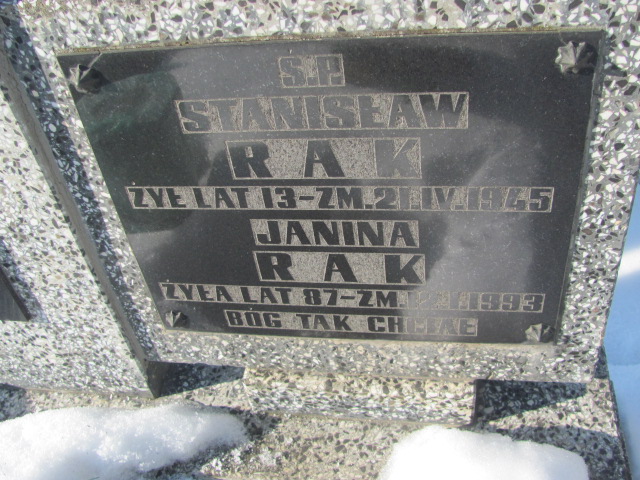 S.P.
STANISŁAW
RAK
ŻYŁ LAT 13-ZM.21.IV.1945
JANINA
RAK
ŻYŁA LAT 87-ZM. 1993
BÓG TAK CHCIAŁ